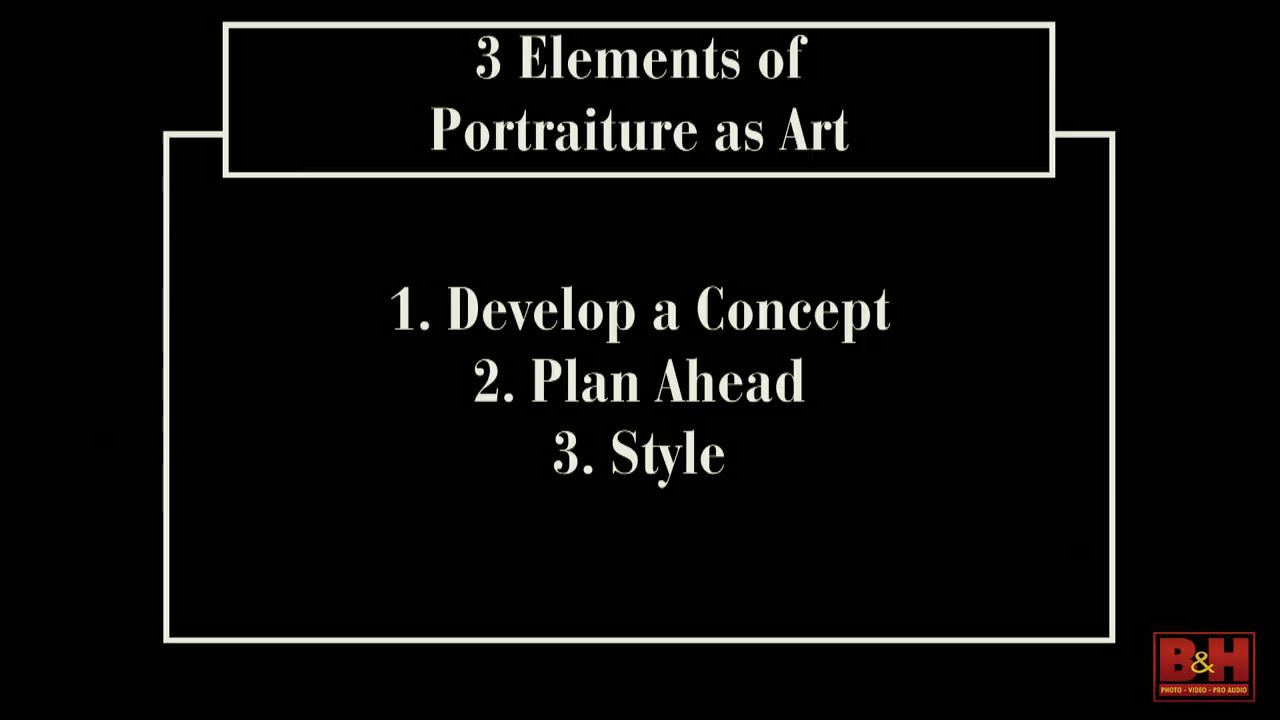 3 Elements of
Portraiture as Art
1. Develop a Concept
2. Plan Ahead
3. Style
B&H
PHOTO - VIDEO - PRO AUDIO